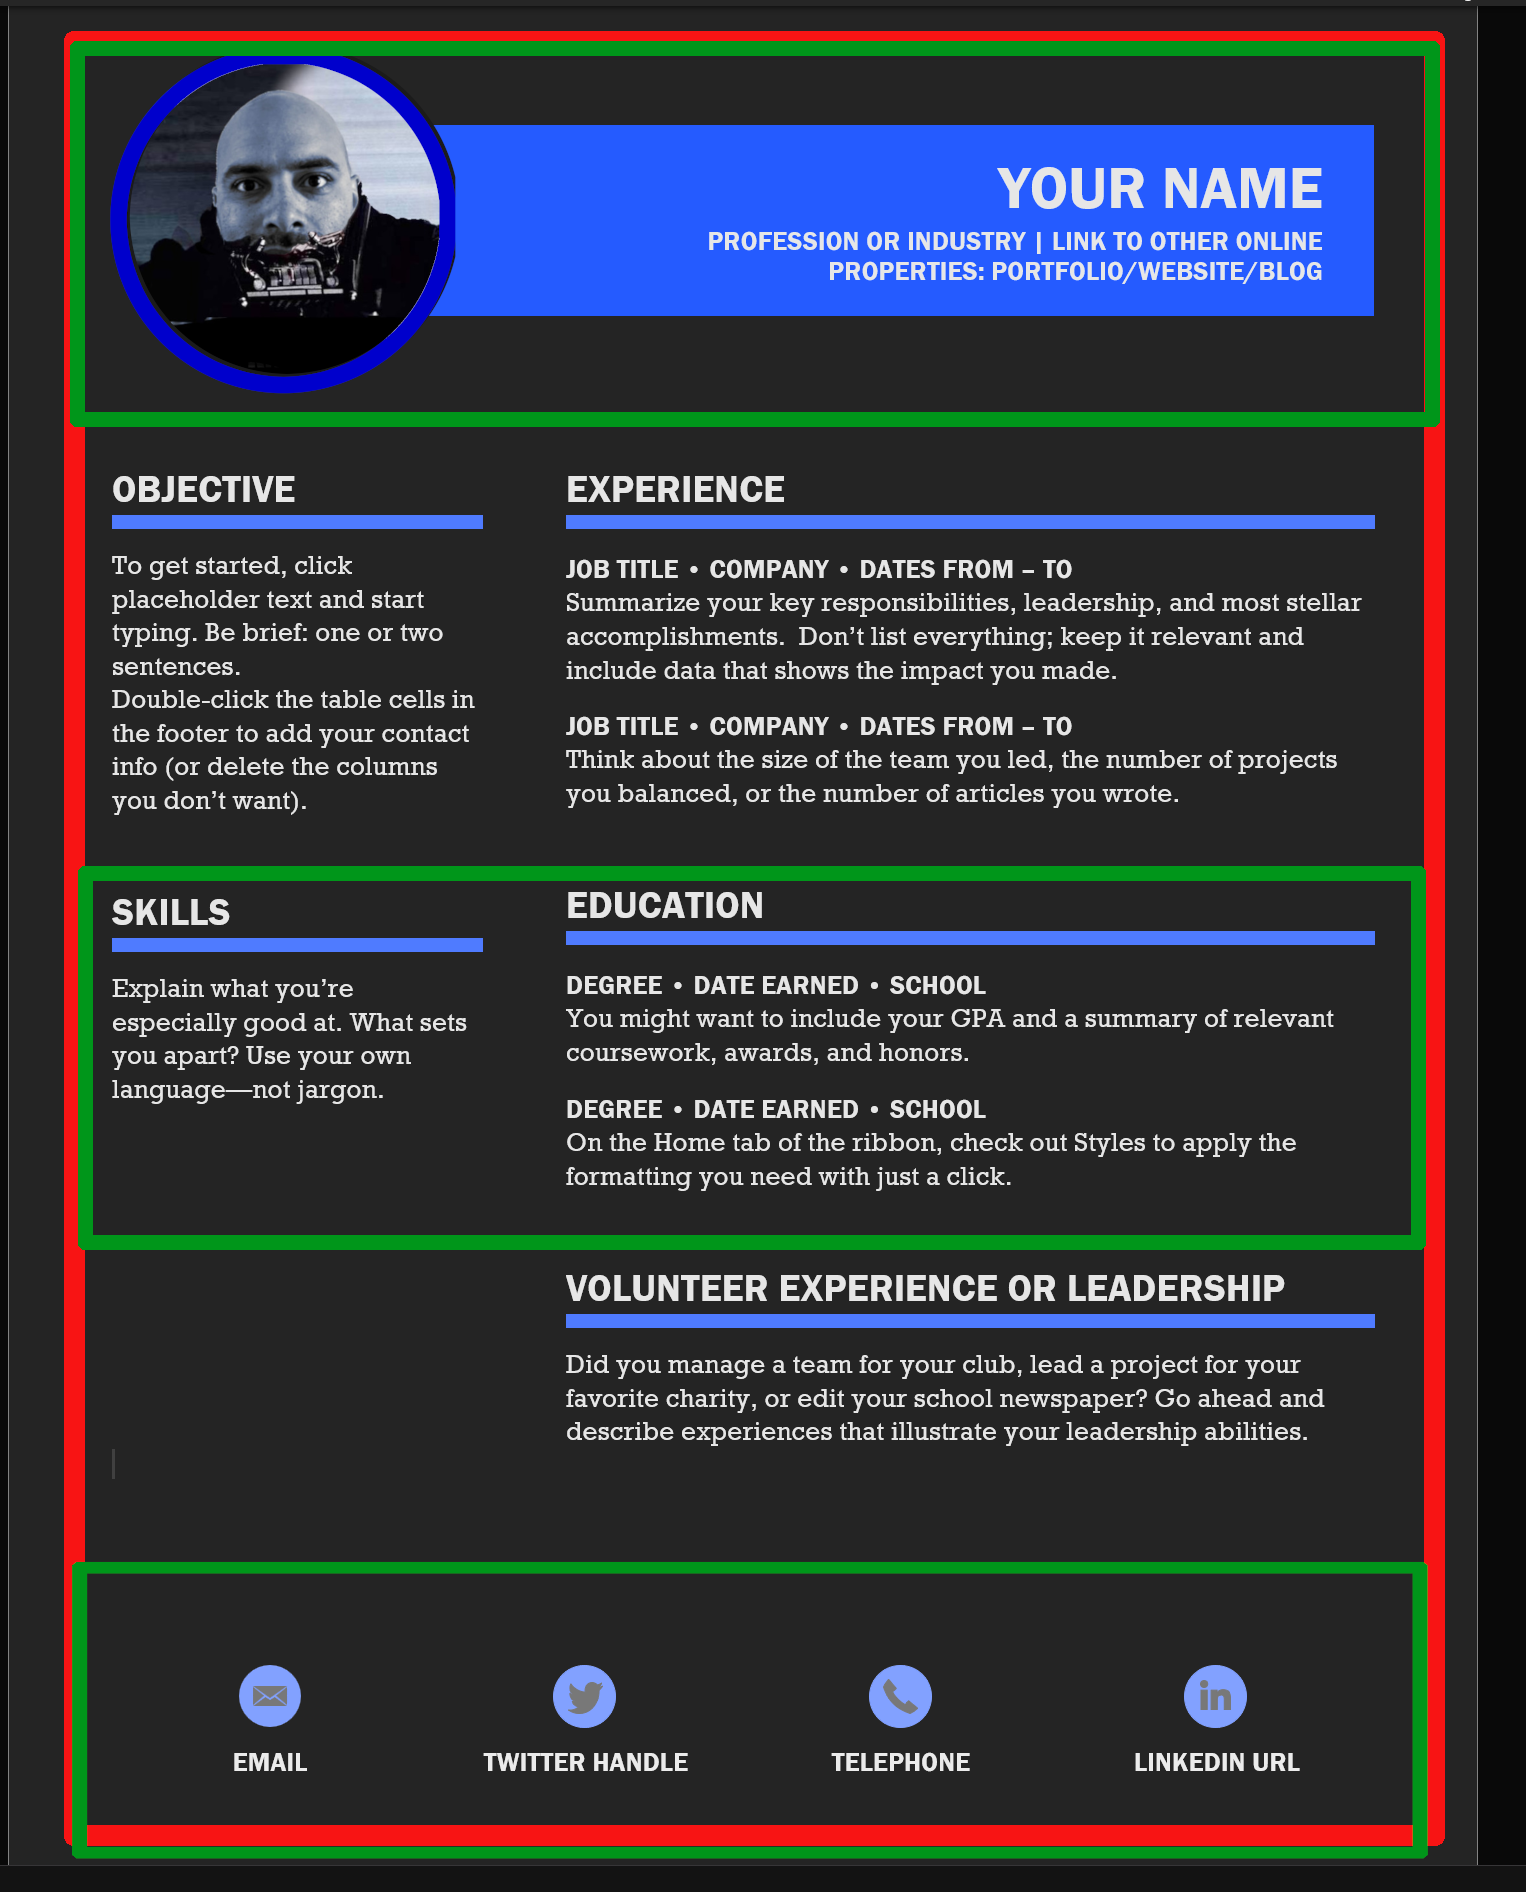 YOUR NAME
PROFESSION OR INDUSTRY | LINK TO OTHER ONLINE
PROPERTIES: PORTFOLIO/WEBSITE/BLOG
OBJECTIVE
To get started, click
placeholder text and start
typing. Be brief: one or two
sentences.
Double-click the table cells in
the footer to add your contact
info (or delete the columns
you don’t want).
EXPERIENCE
JOB TITLE • COMPANY • DATES FROM – TO
Summarize your key responsibilities, leadership, and most stellar
accomplishments.  Don’t list everything; keep it relevant and
include data that shows the impact you made.
JOB TITLE • COMPANY • DATES FROM – TO
Think about the size of the team you led, the number of projects
you balanced, or the number of articles you wrote.
SKILLS
Explain what you’re
especially good at. What sets
you apart? Use your own
language—not jargon.
EDUCATION
DEGREE • DATE EARNED • SCHOOL
You might want to include your GPA and a summary of relevant
coursework, awards, and honors.
DEGREE • DATE EARNED • SCHOOL
On the Home tab of the ribbon, check out Styles to apply the
formatting you need with just a click.
VOLUNTEER EXPERIENCE OR LEADERSHIP
Did you manage a team for your club, lead a project for your
favorite charity, or edit your school newspaper? Go ahead and
describe experiences that illustrate your leadership abilities.
in
EMAIL
TWITTER HANDLE
TELEPHONE
LINKEDIN URL